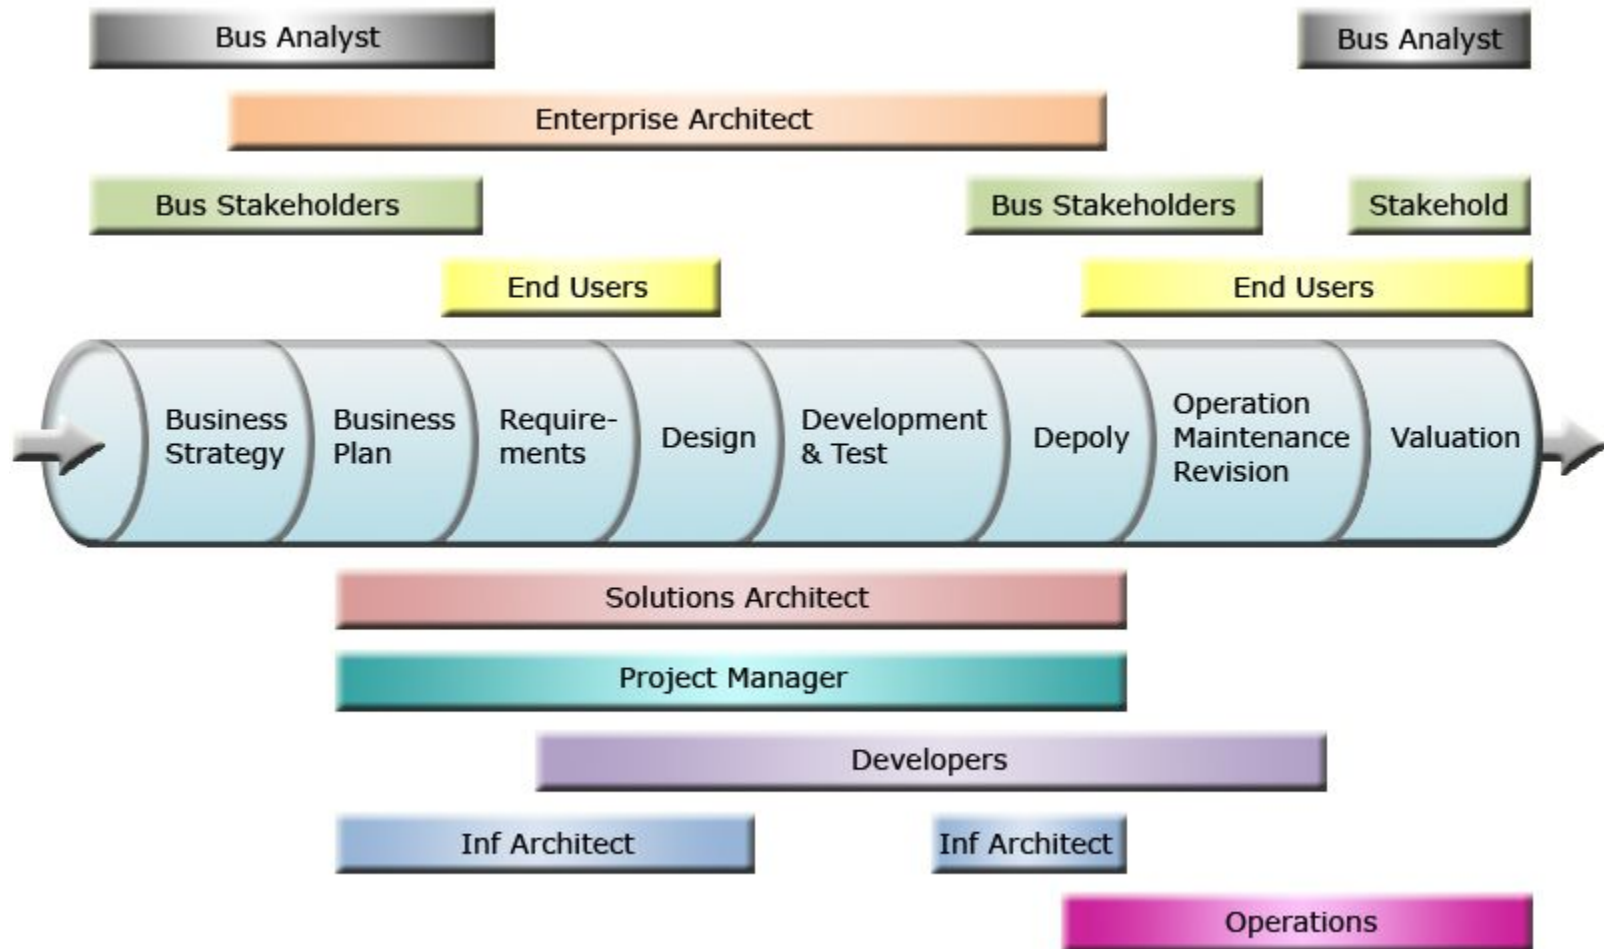 Bus Analyst
Bus Analyst
Enterprise Architect
Bus Stakeholders
Bus Stakeholders
Stakehold
End Users
End Users
Business
Strategy
Business
Plan
Require-
ments
Design
Development
& Test
Depoly
Operation
Maintenance
Revision
Valuation
Solutions Architect
Project Manager
Developers
Inf Architect
Inf Architect
Operations